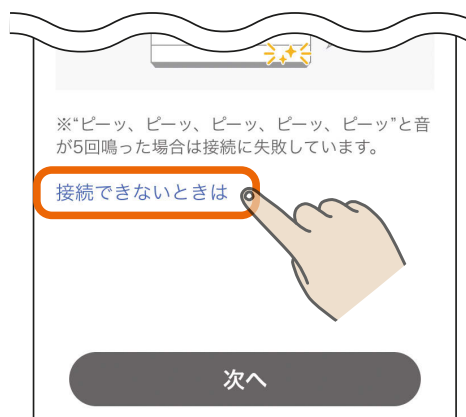 ※“ピーッ、ピーッ、ピーッ、ピーッ、ピーッ”と音
が5回鳴った場合は接続に失敗しています。
接続できないときは
次へ